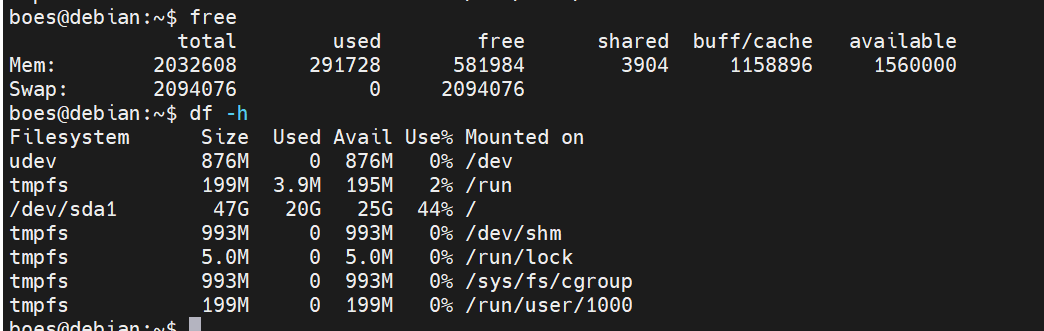 boes@debian:~$ free
              total        used        free      shared  buff/cache   available
Mem:        2032608      291728      581984        3904     1158896     1560000
Swap:       2094076           0     2094076
boes@debian:~$ df -h
Filesystem      Size  Used Avail Use% Mounted on
udev            876M     0  876M   0% /dev
tmpfs           199M  3.9M  195M   2% /run
/dev/sda1        47G   20G   25G  44% /
tmpfs           993M     0  993M   0% /dev/shm
tmpfs           5.0M     0  5.0M   0% /run/lock
tmpfs           993M     0  993M   0% /sys/fs/cgroup
tmpfs           199M     0  199M   0% /run/user/1000
boes@debian:~$